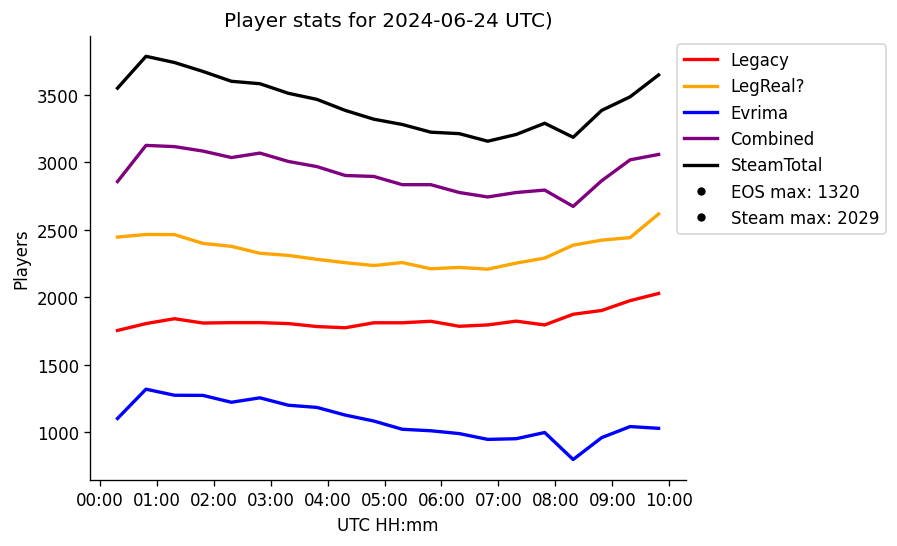 Player stats for 2024-06-24 UTC)
Legacy
LegReal?
Evrima
Combined
SteamTotal
EOS max: 1320
Steam max: 2029
Players
3500
3000
2500
2000
1500
1000
00:00 01:00 02:00 03:00 04:00 05:00 06:00 07:00 08:00 09:00 10:00
UTC HH:mm